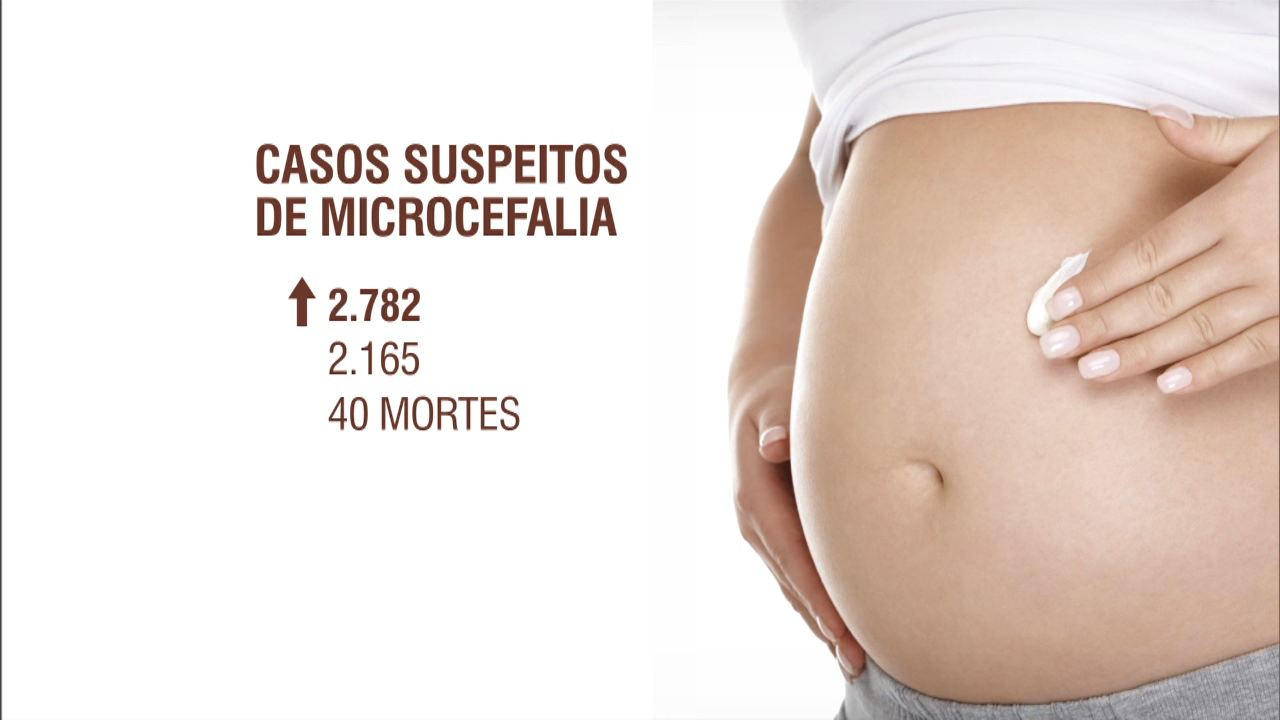 CASOS SUSPEITOS
DE MICROCEFALIA
2.782
2.165
40 MORTES